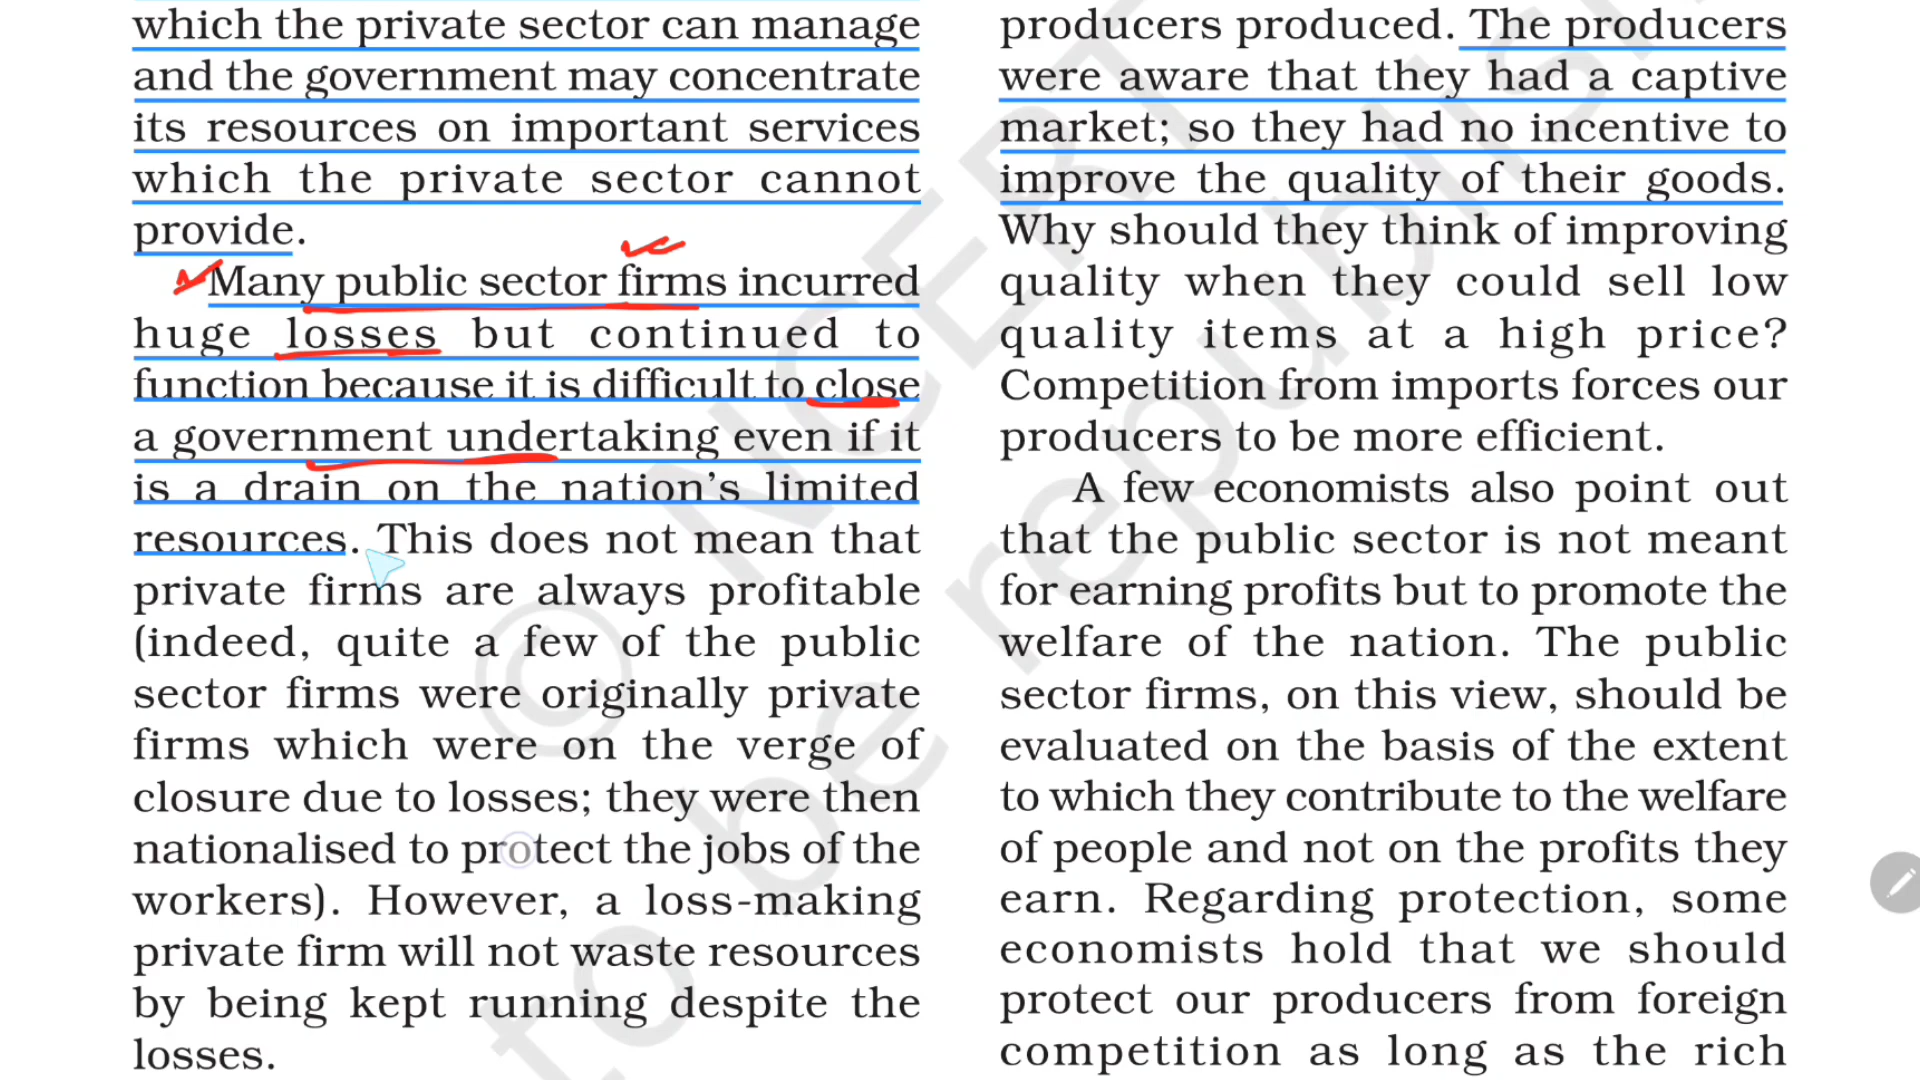 which the private sector can manage
and the government may concentrate
its resources on important services
which the private sector cannot
provide.
Many public sector firms incurred
huge losses but continued to
function because it is difficult to close
a government undertaking even if it
is a drain on the nation's limited
resources. This does not mean that
private firms are always profitable
(indeed, quite a few of the public
sector firms were originally private
firms which were on the verge of
closure due to losses; they were then
nationalised to protect the jobs of the
workers). However, a loss-making
private firm will not waste resources
by being kept running despite the
losses.
producers produced. The producers
were aware that they had a captive
market; so they had no incentive to
improve the quality of their goods.
Why should they think of improving
quality when they could sell low
quality items at a high price?
Competition from imports forces our
producers to be more efficient.
A few economists also point out
that the public sector is not meant
for earning profits but to promote the
welfare of the nation. The public
sector firms, on this view, should be
evaluated on the basis of the extent
to which they contribute to the welfare
of people and not on the profits they
earn. Regarding protection, some
economists hold that we should
protect our producers from foreign
competition as long as the rich
© NCERT
to be republish